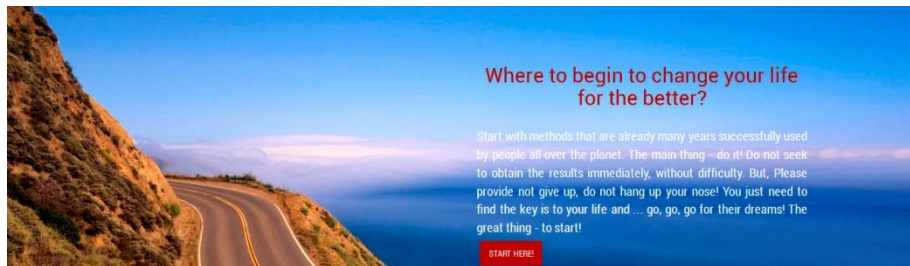 Where to begin to change your life
for the better?
Start with methods that are already many years successfully used
by people all over the planet. The main thing - do it! Do not seek
to obtain the results immediately, without difficulty. But, Please
provide not give up, do not hang up your nose! You just need to
find the key is to your life and ... go, go, go for their dreams! The
great thing - to start!
START HERE!